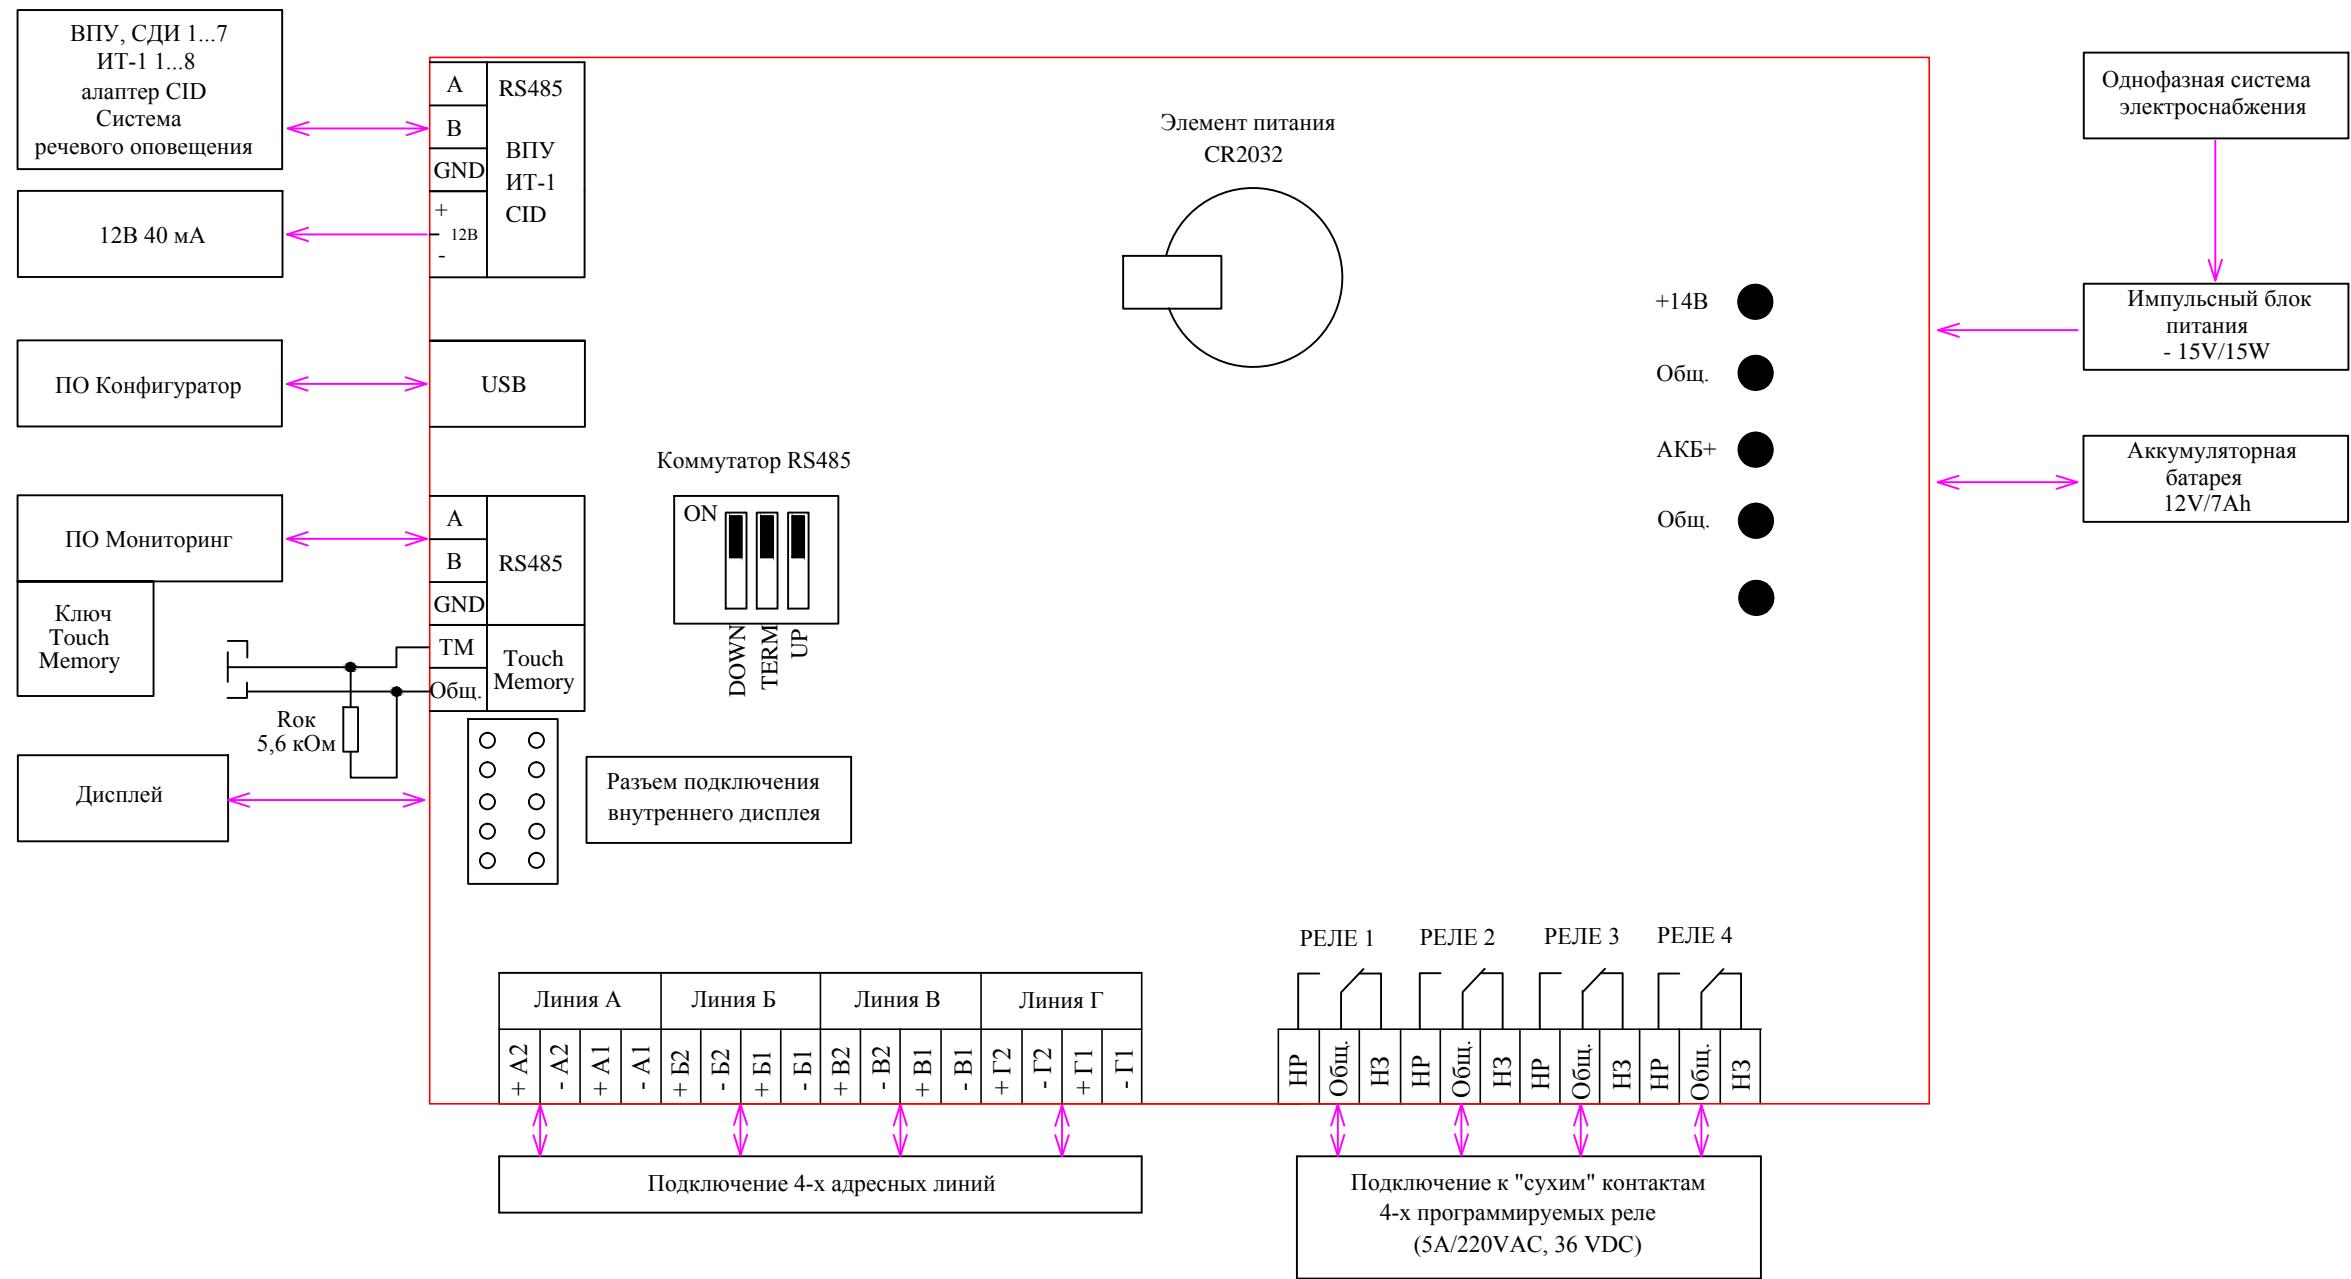 ВПУ, СДИ 1...7
ИТ-1 1...8
алаптер CID
Система
речевого оповещения
12В 40 мА
ПО Конфигуратор
ПО Мониторинг
Ключ
Touch
Memory
Rок
5,6 кОм
Дисплей
A
B
GND
+
12В
-
RS485
ВПУ
ИТ-1
CID
USB
A
B
GND
RS485
TM
Общ.
Touch
Memory
Коммутатор RS485
ON
DOWN
TERM
UP
Разъем подключения
внутреннего дисплея
Элемент питания
CR2032
+14В
Общ.
АКБ+
Общ.
Однофазная система
электроснабжения
Импульсный блок
питания
- 15V/15W
Аккумуляторная
батарея
12V/7Ah
Линия А
Линия Б
Линия В
Линия Г
+ А2
- А2
+ А1
- А1
+ Б2
- Б2
+ Б1
- Б1
+ В2
- В2
+ В1
- В1
+ Г2
- Г2
+ Г1
- Г1
Подключение 4-х адресных линий
РЕЛЕ 1
РЕЛЕ 2
РЕЛЕ 3
РЕЛЕ 4
НР
Общ.
НЗ
НР
Общ.
НЗ
НР
Общ.
НЗ
НР
Общ.
НЗ
Подключение к "сухим" контактам
4-х программируемых реле
(5А/220VAC, 36 VDC)